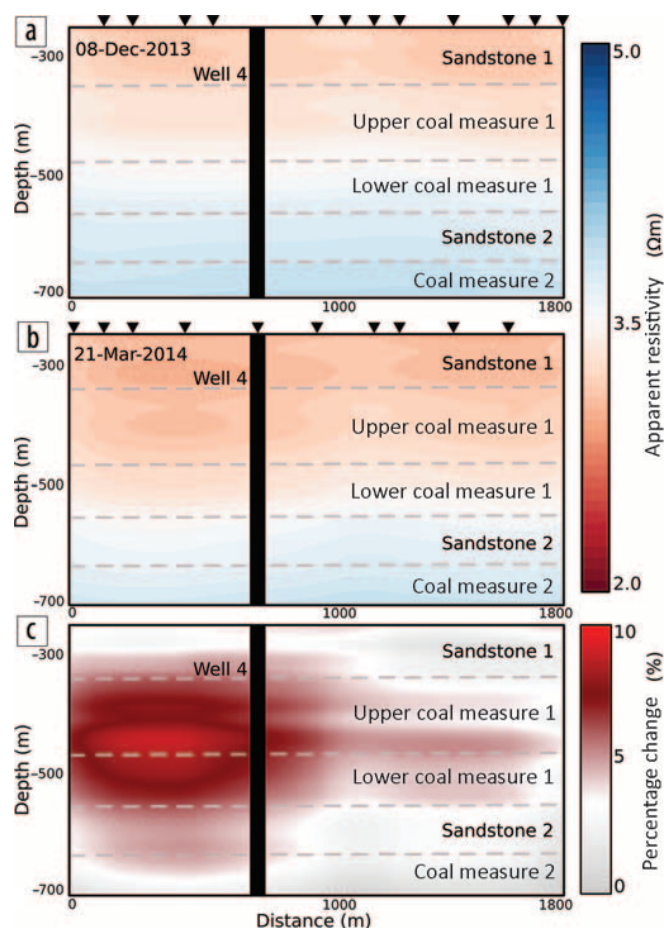 a
08-Dec-2013
Well 4
Sandstone 1
Upper coal measure 1
Lower coal measure 1
Sandstone 2
Coal measure 2
Depth (m)
-300
-500
-700
0
1000
1800
b
21-Mar-2014
Well 4
Sandstone 1
Upper coal measure 1
Lower coal measure 1
Sandstone 2
Coal measure 2
Depth (m)
-300
-500
-700
0
1000
1800
5.0
3.5
2.0
Apparent resistivity (Ωm)
c
Well 4
Sandstone 1
Upper coal measure 1
Lower coal measure 1
Sandstone 2
Coal measure 2
Depth (m)
-300
-500
-700
0
1000
1800
Distance (m)
10
5
0
Percentage change (%)